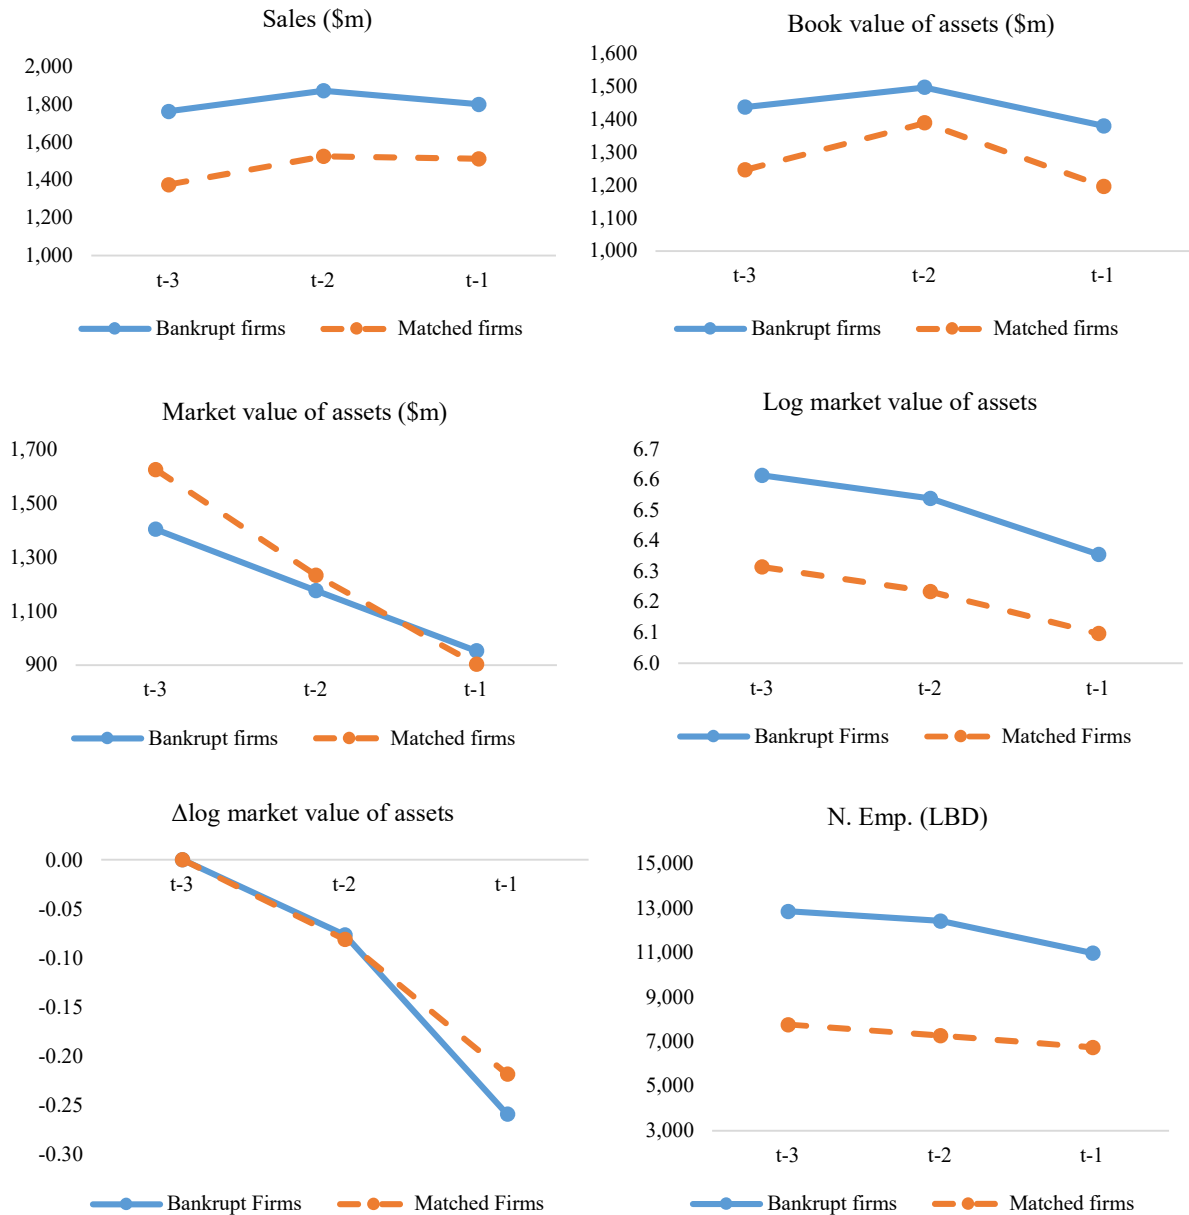 Sales ($m)
2,000
1,800
1,600
1,400
1,200
1,000
t-3 t-2 t-1
Bankrupt firms Matched firms
Book value of assets ($m)
1,600
1,500
1,400
1,300
1,200
1,100
1,000
t-3 t-2 t-1
Bankrupt firms Matched firms
Market value of assets ($m)
1,700
1,500
1,300
1,100
900
t-3 t-2 t-1
Bankrupt firms Matched firms
Log market value of assets
6.7
6.6
6.5
6.4
6.3
6.2
6.1
6.0
t-3 t-2 t-1
Bankrupt Firms Matched Firms
Δlog market value of assets
0.00
t-3 t-2 t-1
-0.05
-0.10
-0.15
-0.20
-0.25
-0.30
Bankrupt Firms Matched Firms
N. Emp. (LBD)
15,000
13,000
11,000
9,000
7,000
5,000
3,000
t-3 t-2 t-1
Bankrupt firms Matched firms